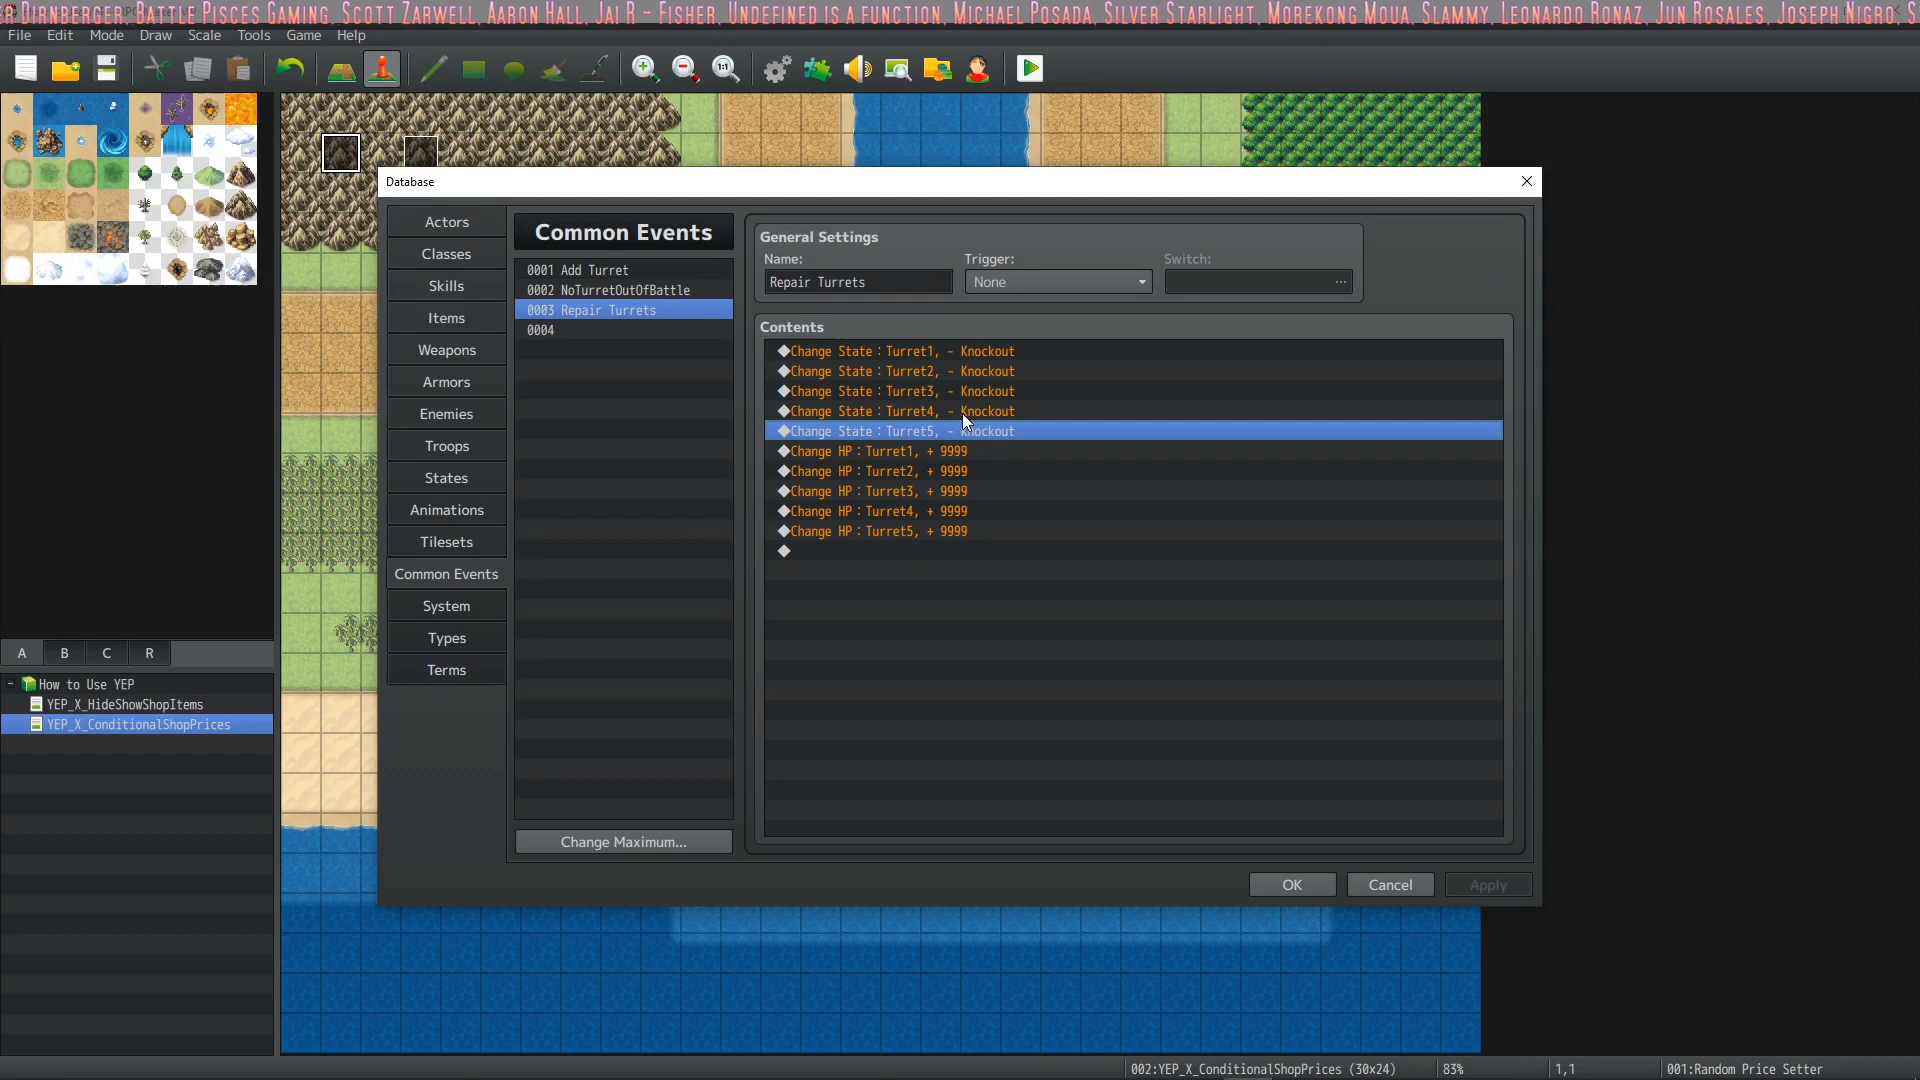 Native Pisces Gaming, Scott Zarwell, Aaron Hall, Jai R - Fisher, Undefined is a function, Michael Posada, Silver Starlight, Morekong Moua, Slammy, Leonardo Ronaz, Jun Rosales, Joseph Nigro, S
File Edit Mode Draw Scale Tools Game Help
Database
Actors
Classes
Skills
Items
Weapons
Armors
Enemies
Troops
States
Animations
Tilesets
Common Events
System
Types
Terms
Common Events
0001 Add Turret
0002 NoTurretOutOfBattle
0003 Repair Turrets
0004
Change Maximum...
General Settings
Name: Trigger: Switch:
Repair Turrets None ...
Contents
◆Change State：Turret1, - Knockout
◆Change State：Turret2, - Knockout
◆Change State：Turret3, - Knockout
◆Change State：Turret4, - Knockout
◆Change State：Turret5, - Knockout
◆Change HP：Turret1, + 9999
◆Change HP：Turret2, + 9999
◆Change HP：Turret3, + 9999
◆Change HP：Turret4, + 9999
◆Change HP：Turret5, + 9999
◆
OK Cancel Apply
A B C R
How to Use YEP
YEP_X_HideShowShopItems
YEP_X_ConditionalShopPrices
002:YEP_X_ConditionalShopPrices (30x24) 83% 1,1 001:Random Price Setter